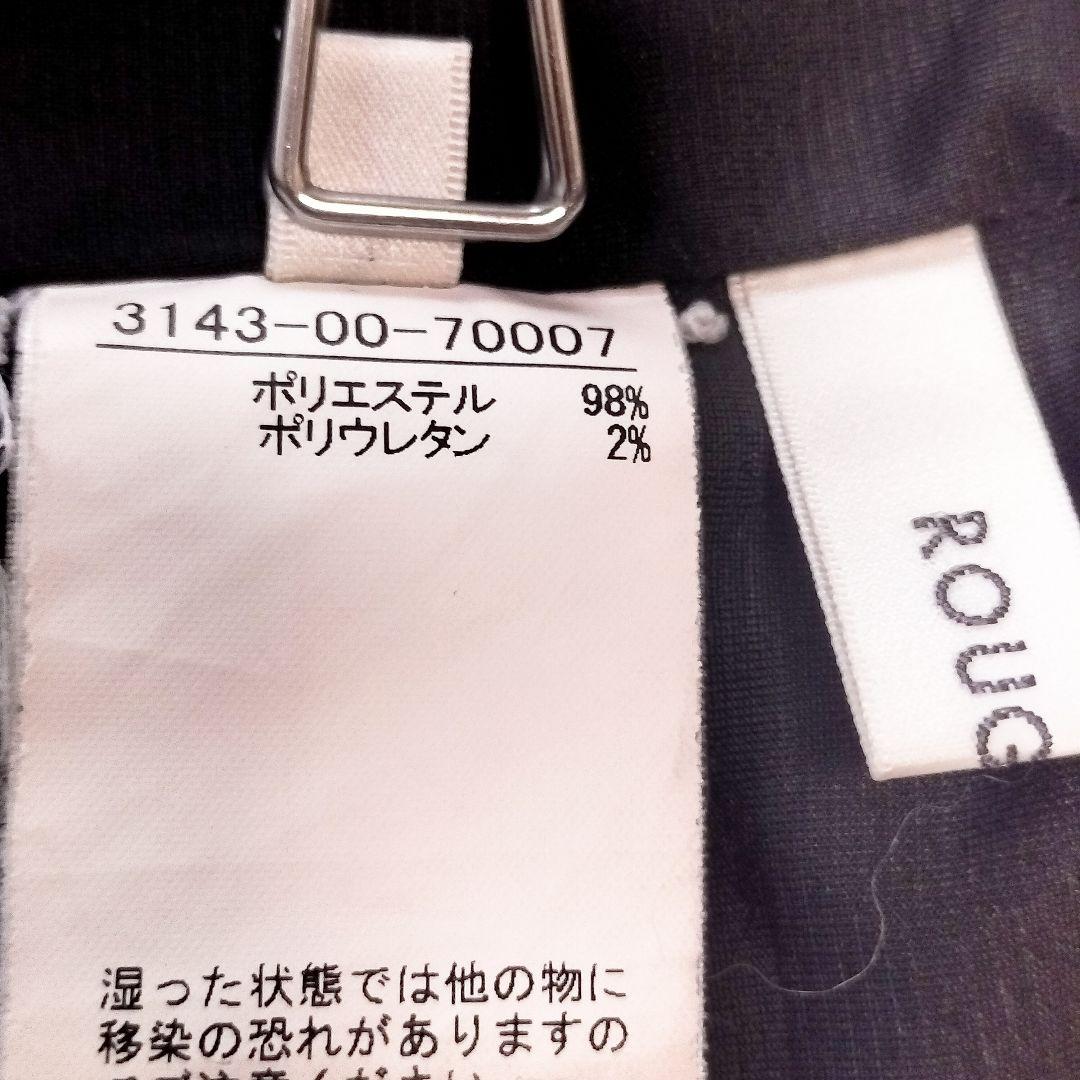 3143-00-70007
ポリエステル 98%
ポリウレタン 2%
湿った状態では他の物に
移染の恐れがありますの
ROUG